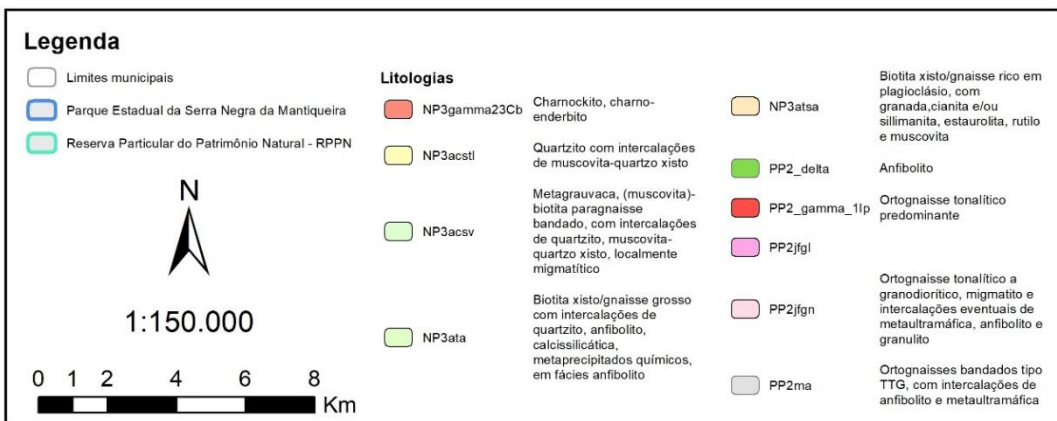 Legenda
Limites municipais
Parque Estadual da Serra Negra da Mantiqueira
Reserva Particular do Patrimônio Natural - RPPN
N
1:150.000
0 1 2 4 6 8
Km
Litologias
NP3gamma23Cb
Charnockito, charno-
enderbito
NP3acstl
Quartzito com intercalações
de muscovita-quartzo xisto
NP3acsv
Metagrauvaca, (muscovita)-
biotita paragnaisse
bandado, com intercalações
de quartzito, muscovita-
quartzo xisto, localmente
migmatítico
NP3ata
Biotita xisto/gnaisse grosso
com intercalações de
quartzito, anfibolito,
calcissilicática,
metaprecipitados químicos,
em fácies anfibolito
NP3atsa
Biotita xisto/gnaisse rico em
plagioclásio, com
granada,cianita e/ou
sillimanita, estaurolita, rutilo
e muscovita
PP2_delta
Anfibolito
PP2_gamma_1lp
Ortognaisse tonalítico
predominante
PP2jfgl
PP2jfgn
Ortognaisse tonalítico a
granodiorítico, migmatito e
intercalações eventuais de
metaultramáfica, anfibolito e
granulito
PP2ma
Ortognaisses bandados tipo
TTG, com intercalações de
anfibolito e metaultramáfica